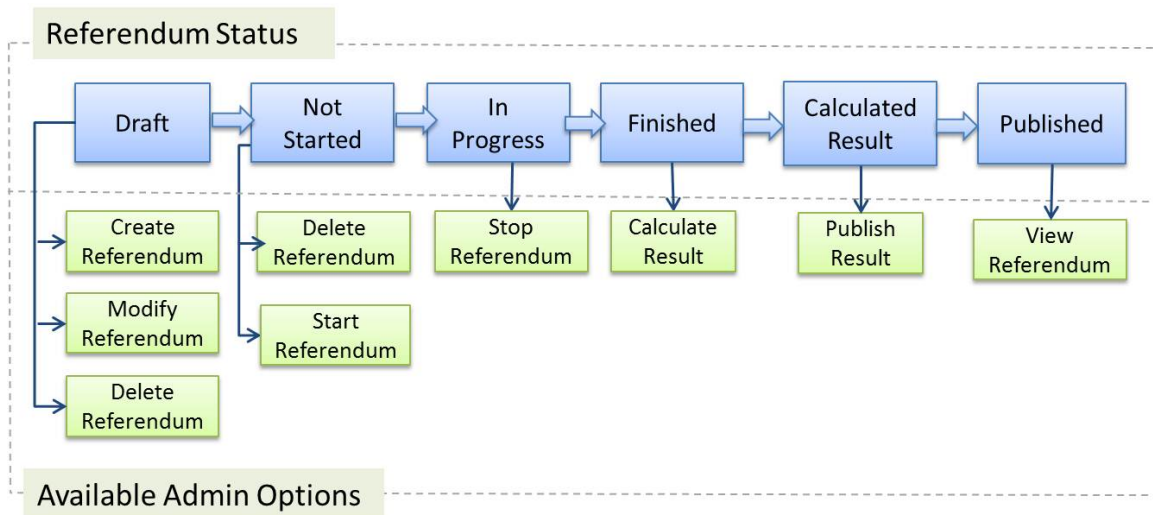 Referendum Status
Draft
Not
Started
In
Progress
Finished
Calculated
Result
Published
Create
Referendum
Modify
Referendum
Delete
Referendum
Delete
Referendum
Start
Referendum
Stop
Referendum
Calculate
Result
Publish
Result
View
Referendum
Available Admin Options